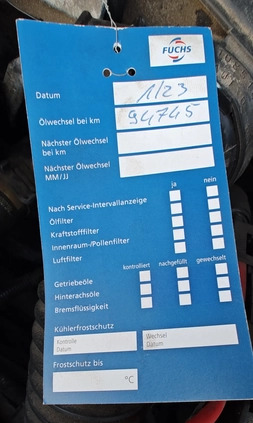 FUCHS
Datum 1/23
Ölwechsel bei km 94745
Nächster Ölwechsel
bei km
Nächster Ölwechsel
MM/JJ
ja nein
Nach Service-Intervallanzeige
Ölfilter
Kraftstofffilter
Innenraum-/Pollenfilter
Luftfilter
kontrolliert nachgefüllt gewechselt
Getriebeöle
Hinterachsöle
Bremsflüssigkeit
Kühlerfrostschutz
Kontrolle Wechsel
Datum Datum
Frostschutz bis
°C